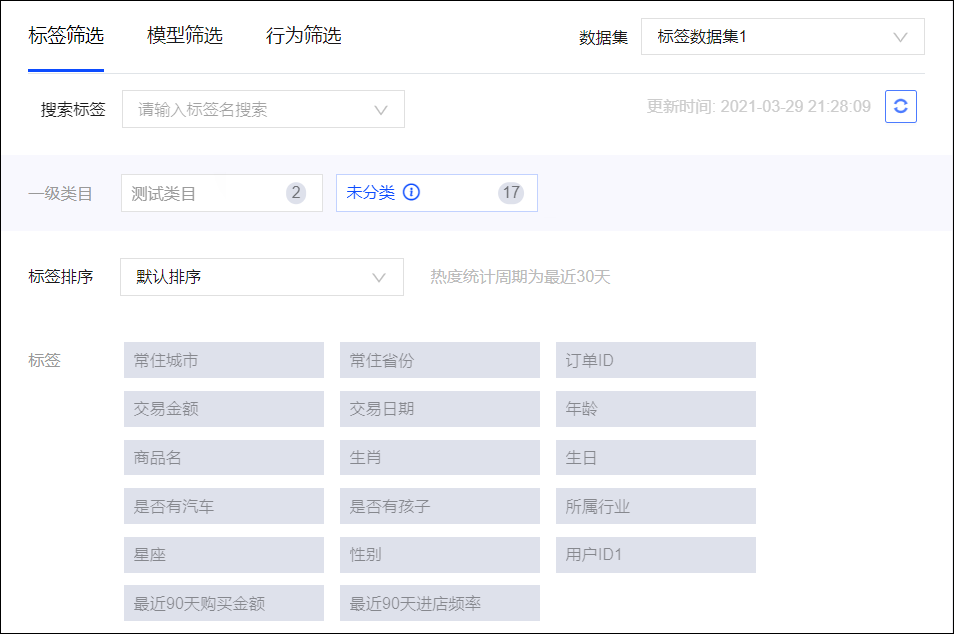 标签筛选 模型筛选 行为筛选 数据集 标签数据集1
搜索标签 请输入标签名搜索 更新时间: 2021-03-29 21:28:09
一级类目 测试类目 2 未分类 17
标签排序 默认排序 热度统计周期为最近30天
标签 常住城市 常住省份 订单ID
交易金额 交易日期 年龄
商品名 生肖 生日
是否有汽车 是否有孩子 所属行业
星座 性别 用户ID1
最近90天购买金额 最近90天进店频率